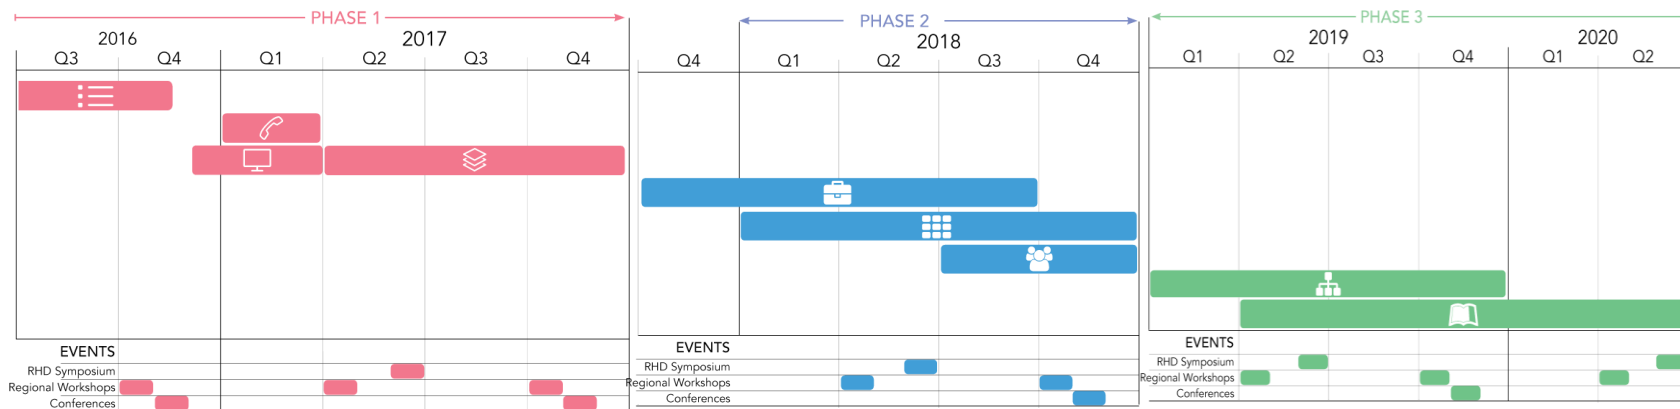 PHASE 1
2016 2017
Q3 Q4 Q1 Q2 Q3 Q4
EVENTS
RHD Symposium
Regional Workshops
Conferences
PHASE 2
2018
Q4 Q1 Q2 Q3 Q4
EVENTS
RHD Symposium
Regional Workshops
Conferences
PHASE 3
2019 2020
Q1 Q2 Q3 Q4 Q1 Q2
EVENTS
RHD Symposium
Regional Workshops
Conferences